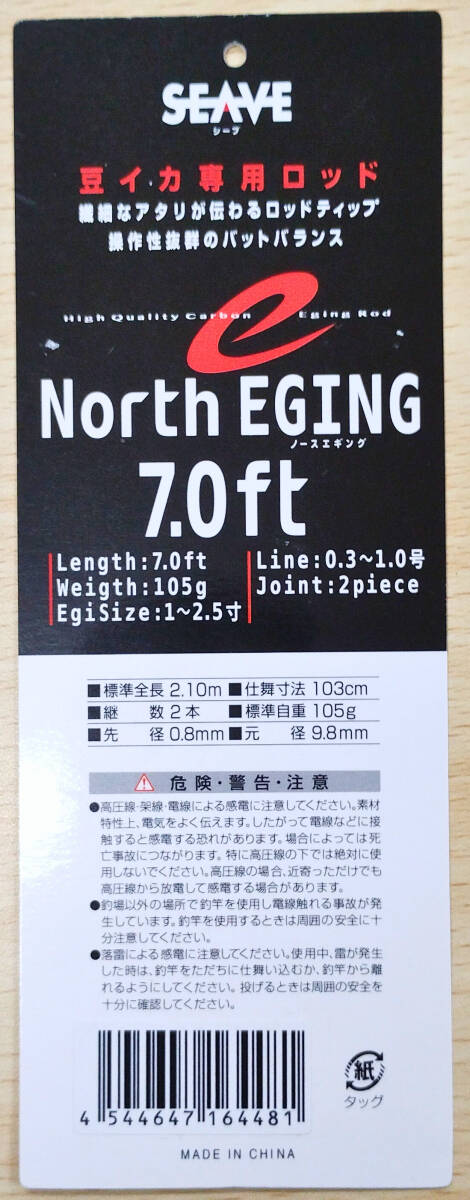 SEAVE
シーブ
豆イカ専用ロッド
繊細なアタリが伝わるロッドティップ
操作性抜群のバットバランス
High Quality Carbon e Eging Rod
North EGING
ノースエギング
7.0ft
Length:7.0ft Line:0.3〜1.0号
Weigth:105g Joint:2piece
EgiSize:1〜2.5寸
■標準全長 2.10m ■仕舞寸法 103cm
■継 数 2本 ■標準自重 105g
■先 径 0.8mm ■元 径 9.8mm
⚠ 危険・警告・注意
●高圧線・架線・電線による感電に注意してください。素材
特性上、電気をよく伝えます。したがって電線などに接
触すると感電する恐れがあります。場合によっては死
亡事故につながります。特に高圧線の下では絶対に使
用しないでください。高圧線の場合、近寄っただけでも
高圧線から放電して感電する場合があります。
●釣場以外の場所で釣竿を使用し電線触れる事故が発
生しています。釣竿を使用するときは周囲の安全に十
分注意してください。
●落雷による感電に注意してください。使用中、雷が発生
した時は、釣竿をただちに仕舞い込むか、釣竿から離
れるようにしてください。投げるときは周囲の安全を
十分に確認してください。
4 544647 164481
紙
タッグ
MADE IN CHINA